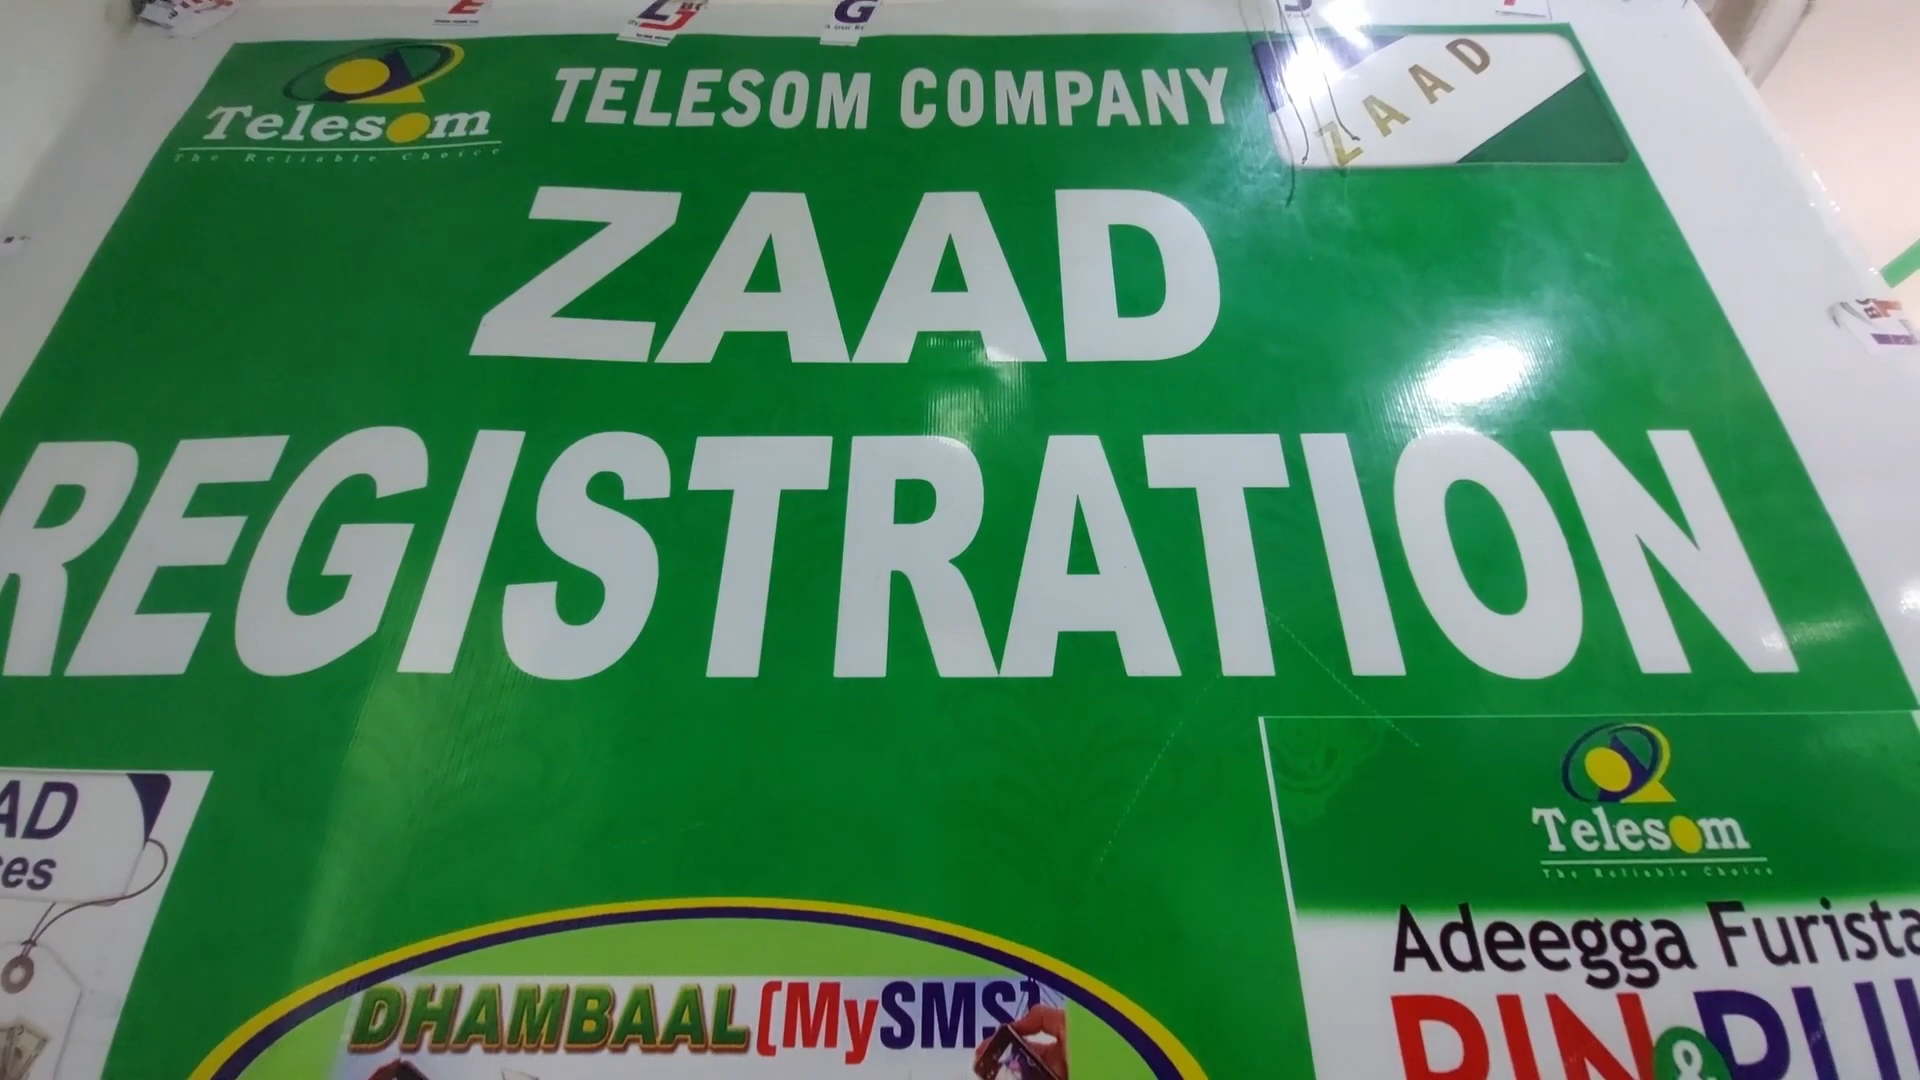 Telesom
The Reliable Choice
TELESOM COMPANY
ZAAD
ZAAD
REGISTRATION
AD
es
Telesom
The Reliable Choice
Adeegga Furista
PIN &
DHAMBAAL (MySMS)